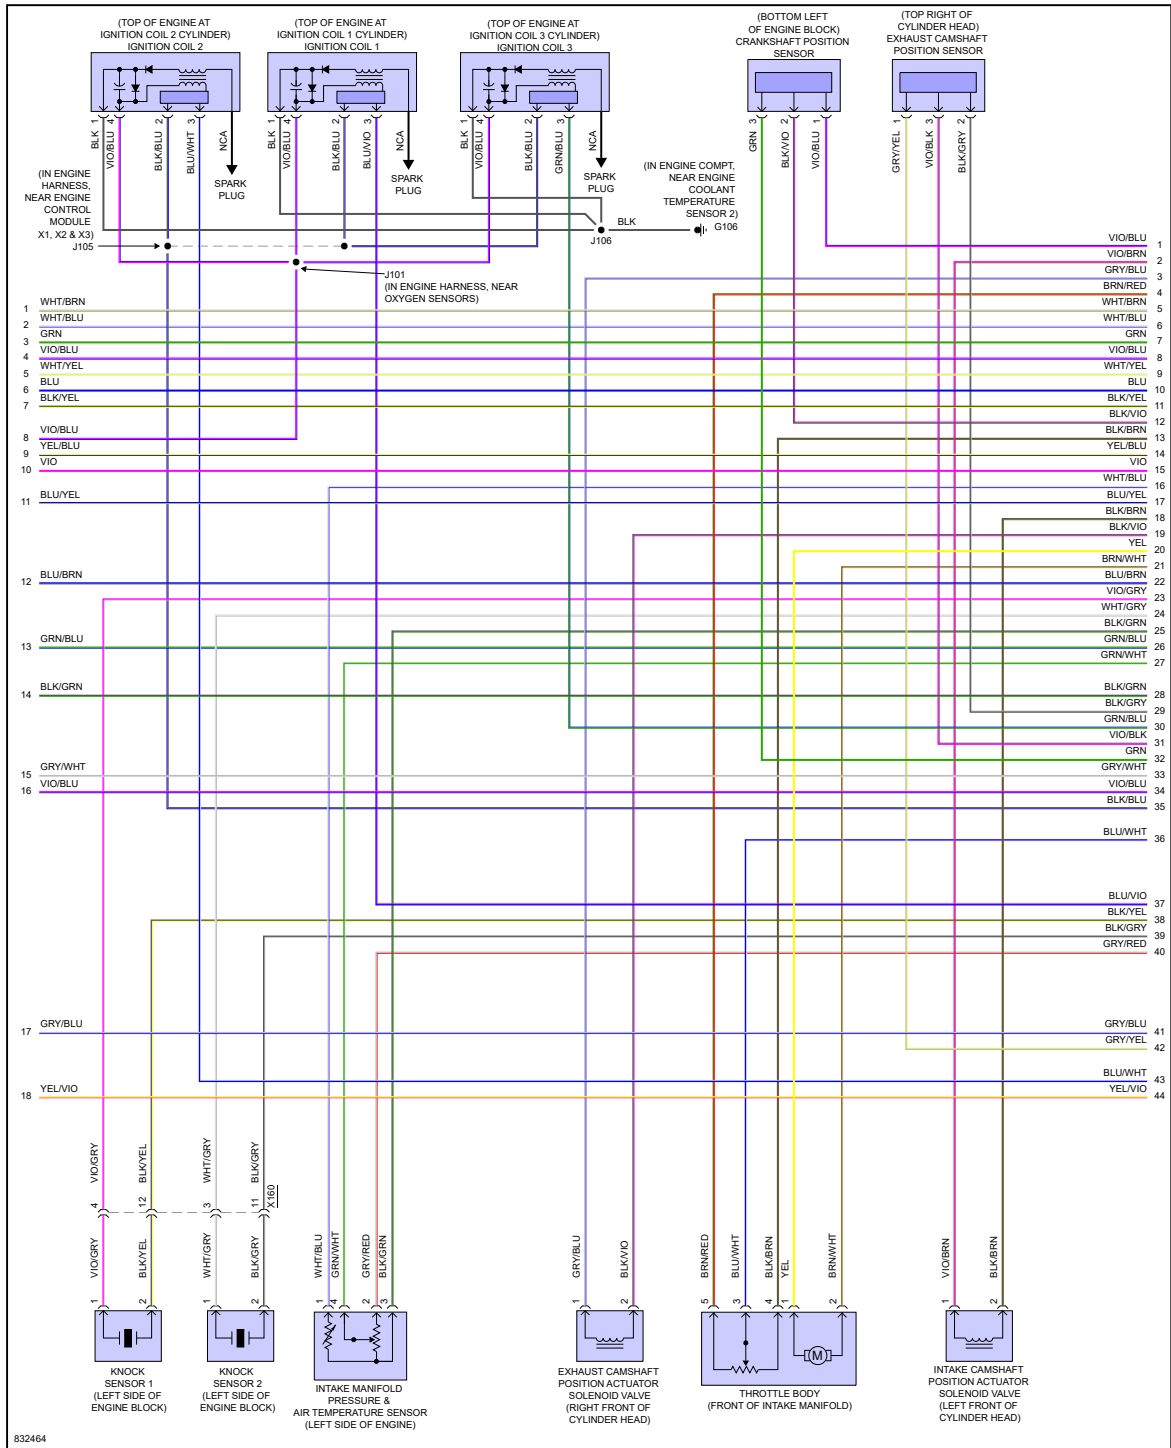 (TOP OF ENGINE AT
IGNITION COIL 2 CYLINDER)
IGNITION COIL 2
(TOP OF ENGINE AT
IGNITION COIL 1 CYLINDER)
IGNITION COIL 1
(TOP OF ENGINE AT
IGNITION COIL 3 CYLINDER)
IGNITION COIL 3
(BOTTOM LEFT
OF ENGINE BLOCK)
CRANKSHAFT POSITION
SENSOR
(TOP RIGHT OF
CYLINDER HEAD)
EXHAUST CAMSHAFT
POSITION SENSOR
1 4 2 3
BLK VIO/BLU BLK/BLU BLU/WHT NCA
SPARK
PLUG
1 4 2 3
BLK VIO/BLU BLK/BLU BLU/VIO NCA
SPARK
PLUG
1 4 2 3
BLK VIO/BLU BLK/BLU GRN/BLU NCA
SPARK
PLUG
3 2 1
GRN BLK/VIO VIO/BLU
1 3 2
GRY/YEL VIO/BLK BLK/GRY
(IN ENGINE
HARNESS,
NEAR ENGINE
CONTROL
MODULE
X1, X2 & X3)
J105
(IN ENGINE COMPT,
NEAR ENGINE
COOLANT
TEMPERATURE
SENSOR 2)
BLK
G106
J106
J101
(IN ENGINE HARNESS, NEAR
OXYGEN SENSORS)
VIO/BLU 1
VIO/BRN 2
GRY/BLU 3
BRN/RED 4
1 WHT/BRN WHT/BRN 5
2 WHT/BLU WHT/BLU 6
3 GRN GRN 7
4 VIO/BLU VIO/BLU 8
5 WHT/YEL WHT/YEL 9
6 BLU BLU 10
7 BLK/YEL BLK/YEL 11
BLK/VIO 12
8 VIO/BLU BLK/BRN 13
9 YEL/BLU YEL/BLU 14
10 VIO VIO 15
WHT/BLU 16
11 BLU/YEL BLU/YEL 17
BLK/BRN 18
BLK/VIO 19
YEL 20
BRN/WHT 21
12 BLU/BRN BLU/BRN 22
VIO/GRY 23
WHT/GRY 24
BLK/GRN 25
13 GRN/BLU GRN/BLU 26
GRN/WHT 27
14 BLK/GRN BLK/GRN 28
BLK/GRY 29
GRN/BLU 30
VIO/BLK 31
GRN 32
15 GRY/WHT GRY/WHT 33
16 VIO/BLU VIO/BLU 34
BLK/BLU 35
BLU/WHT 36
BLU/VIO 37
BLK/YEL 38
BLK/GRY 39
GRY/RED 40
17 GRY/BLU GRY/BLU 41
GRY/YEL 42
BLU/WHT 43
18 YEL/VIO YEL/VIO 44
VIO/GRY BLK/YEL WHT/GRY BLK/GRY
4 12 3 11 X160
VIO/GRY BLK/YEL WHT/GRY BLK/GRY
1 2 1 2
WHT/BLU GRN/WHT GRY/RED BLK/GRN
1 4 2 3
GRY/BLU BLK/VIO
1 2
BRN/RED BLU/WHT BLK/BRN YEL BRN/WHT
5 3 4 1 2
VIO/BRN BLK/BRN
1 2
M
KNOCK
SENSOR 1
(LEFT SIDE OF
ENGINE BLOCK)
KNOCK
SENSOR 2
(LEFT SIDE OF
ENGINE BLOCK)
INTAKE MANIFOLD
PRESSURE &
AIR TEMPERATURE SENSOR
(LEFT SIDE OF ENGINE)
EXHAUST CAMSHAFT
POSITION ACTUATOR
SOLENOID VALVE
(RIGHT FRONT OF
CYLINDER HEAD)
THROTTLE BODY
(FRONT OF INTAKE MANIFOLD)
INTAKE CAMSHAFT
POSITION ACTUATOR
SOLENOID VALVE
(LEFT FRONT OF
CYLINDER HEAD)
832464